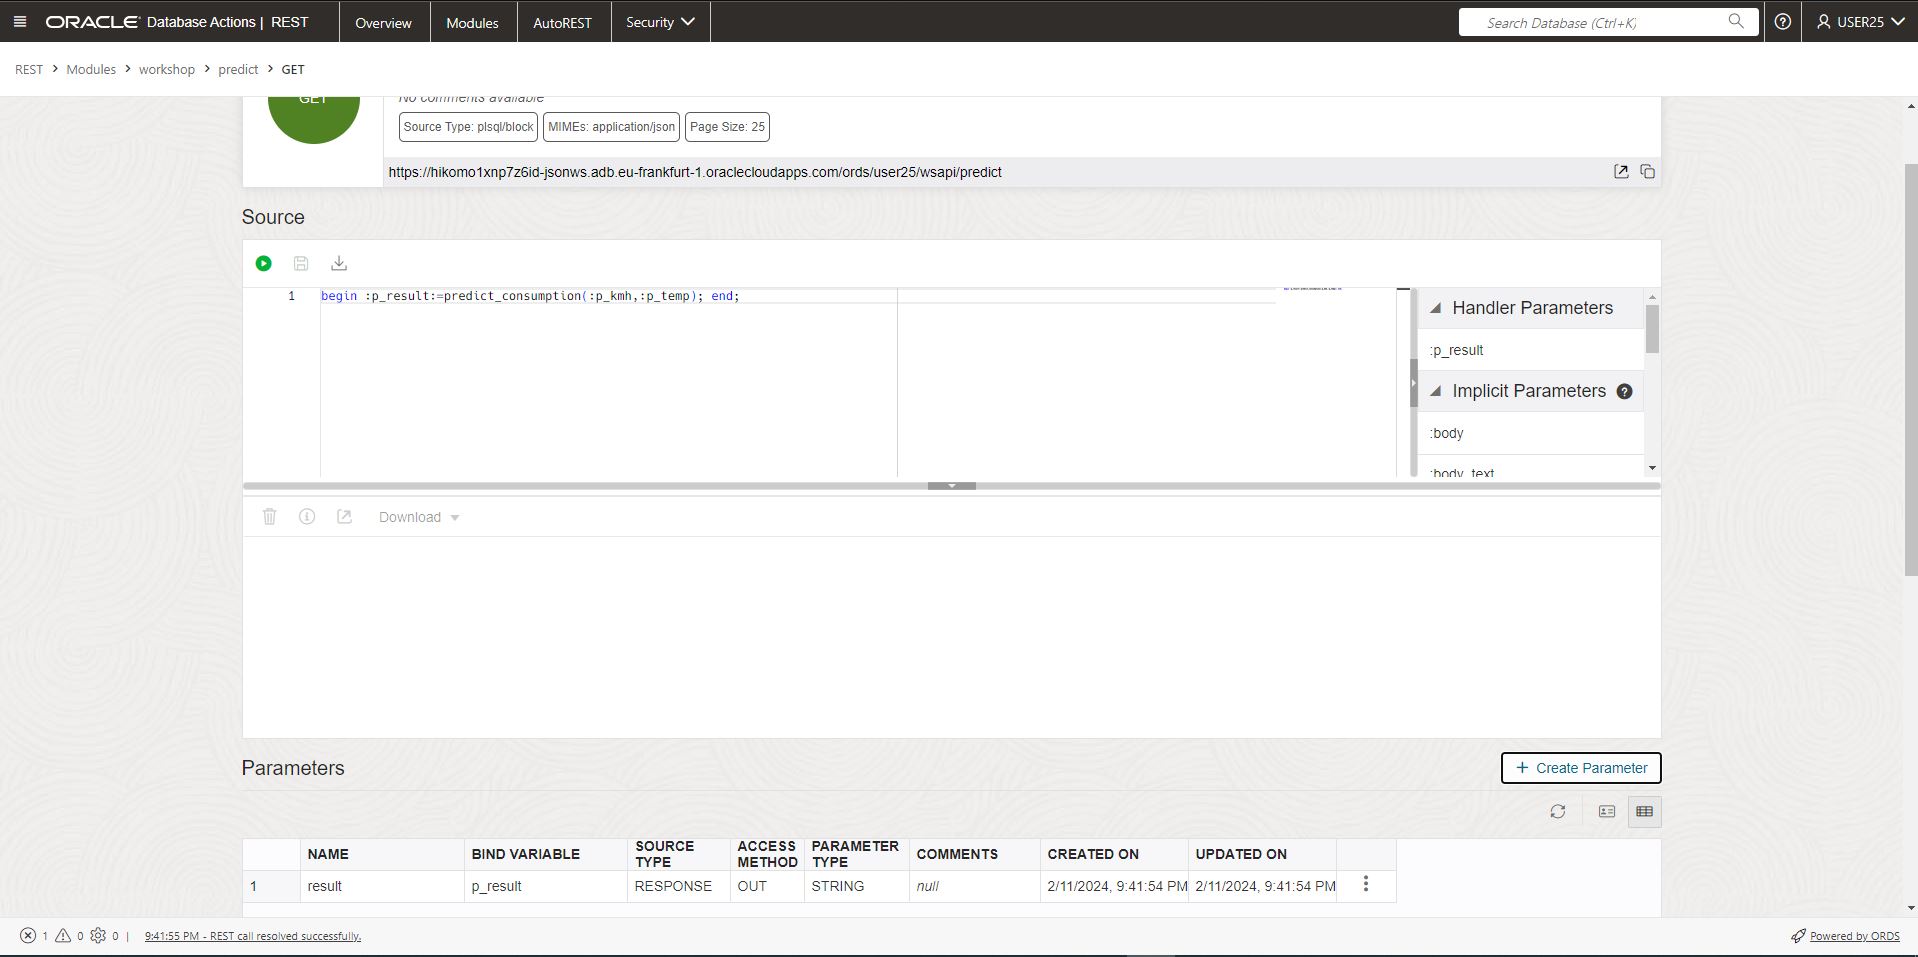 ORACLE Database Actions | REST Overview Modules AutoREST Security Search Database (Ctrl+K) USER25
REST > Modules > workshop > predict > GET
GET
No comments available
Source Type: plsql/block MIMEs: application/json Page Size: 25
https://hikomo1xnp7z6id-jsonws.adb.eu-frankfurt-1.oraclecloudapps.com/ords/user25/wsapi/predict
Source
1 begin :p_result:=predict_consumption(:p_kmh,:p_temp); end;
Handler Parameters
:p_result
Implicit Parameters
:body
:body_text
Download
Parameters
+ Create Parameter
NAME BIND VARIABLE SOURCE TYPE ACCESS METHOD PARAMETER TYPE COMMENTS CREATED ON UPDATED ON
1 result p_result RESPONSE OUT STRING null 2/11/2024, 9:41:54 PM 2/11/2024, 9:41:54 PM
1 0 0 | 9:41:55 PM - REST call resolved successfully. Powered by ORDS